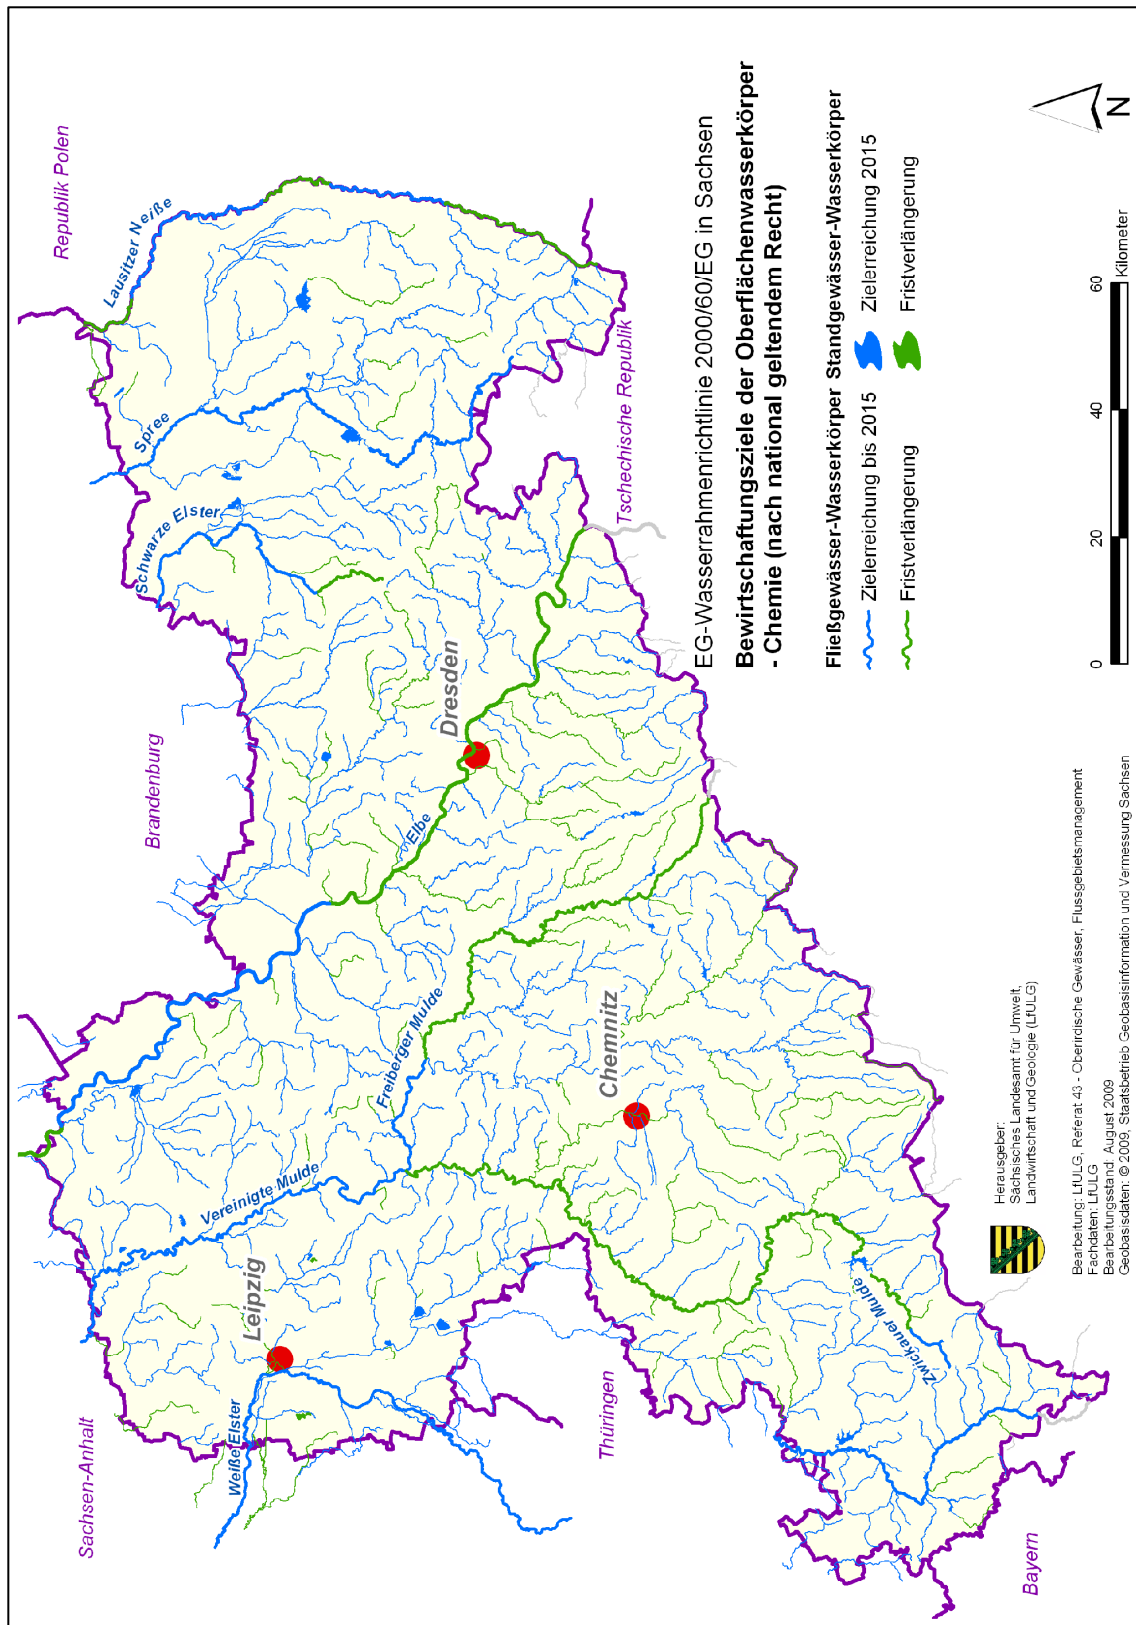 Republik Polen
Lausitzer Neiße
Spree
Schwarze Elster
Brandenburg
Tschechische Republik
Dresden
Elbe
Freiberger Mulde
Chemnitz
Vereinigte Mulde
Leipzig
Weiße Elster
Sachsen-Anhalt
Thüringen
Zwickauer Mulde
Bayern
EG-Wasserrahmenrichtlinie 2000/60/EG in Sachsen
Bewirtschaftungsziele der Oberflächenwasserkörper
- Chemie (nach national geltendem Recht)
Fließgewässer-Wasserkörper Standgewässer-Wasserkörper
Zielerreichung bis 2015 Zielerreichung 2015
Fristverlängerung Fristverlängerung
0 20 40 60
Kilometer
N
Herausgeber:
Sächsisches Landesamt für Umwelt,
Landwirtschaft und Geologie (LfULG)
Bearbeitung: LfULG, Referat 43 - Oberirdische Gewässer, Flussgebietsmanagement
Fachdaten: LfULG
Bearbeitungsstand: August 2009
Geobasisdaten: © 2009, Staatsbetrieb Geobasisinformation und Vermessung Sachsen